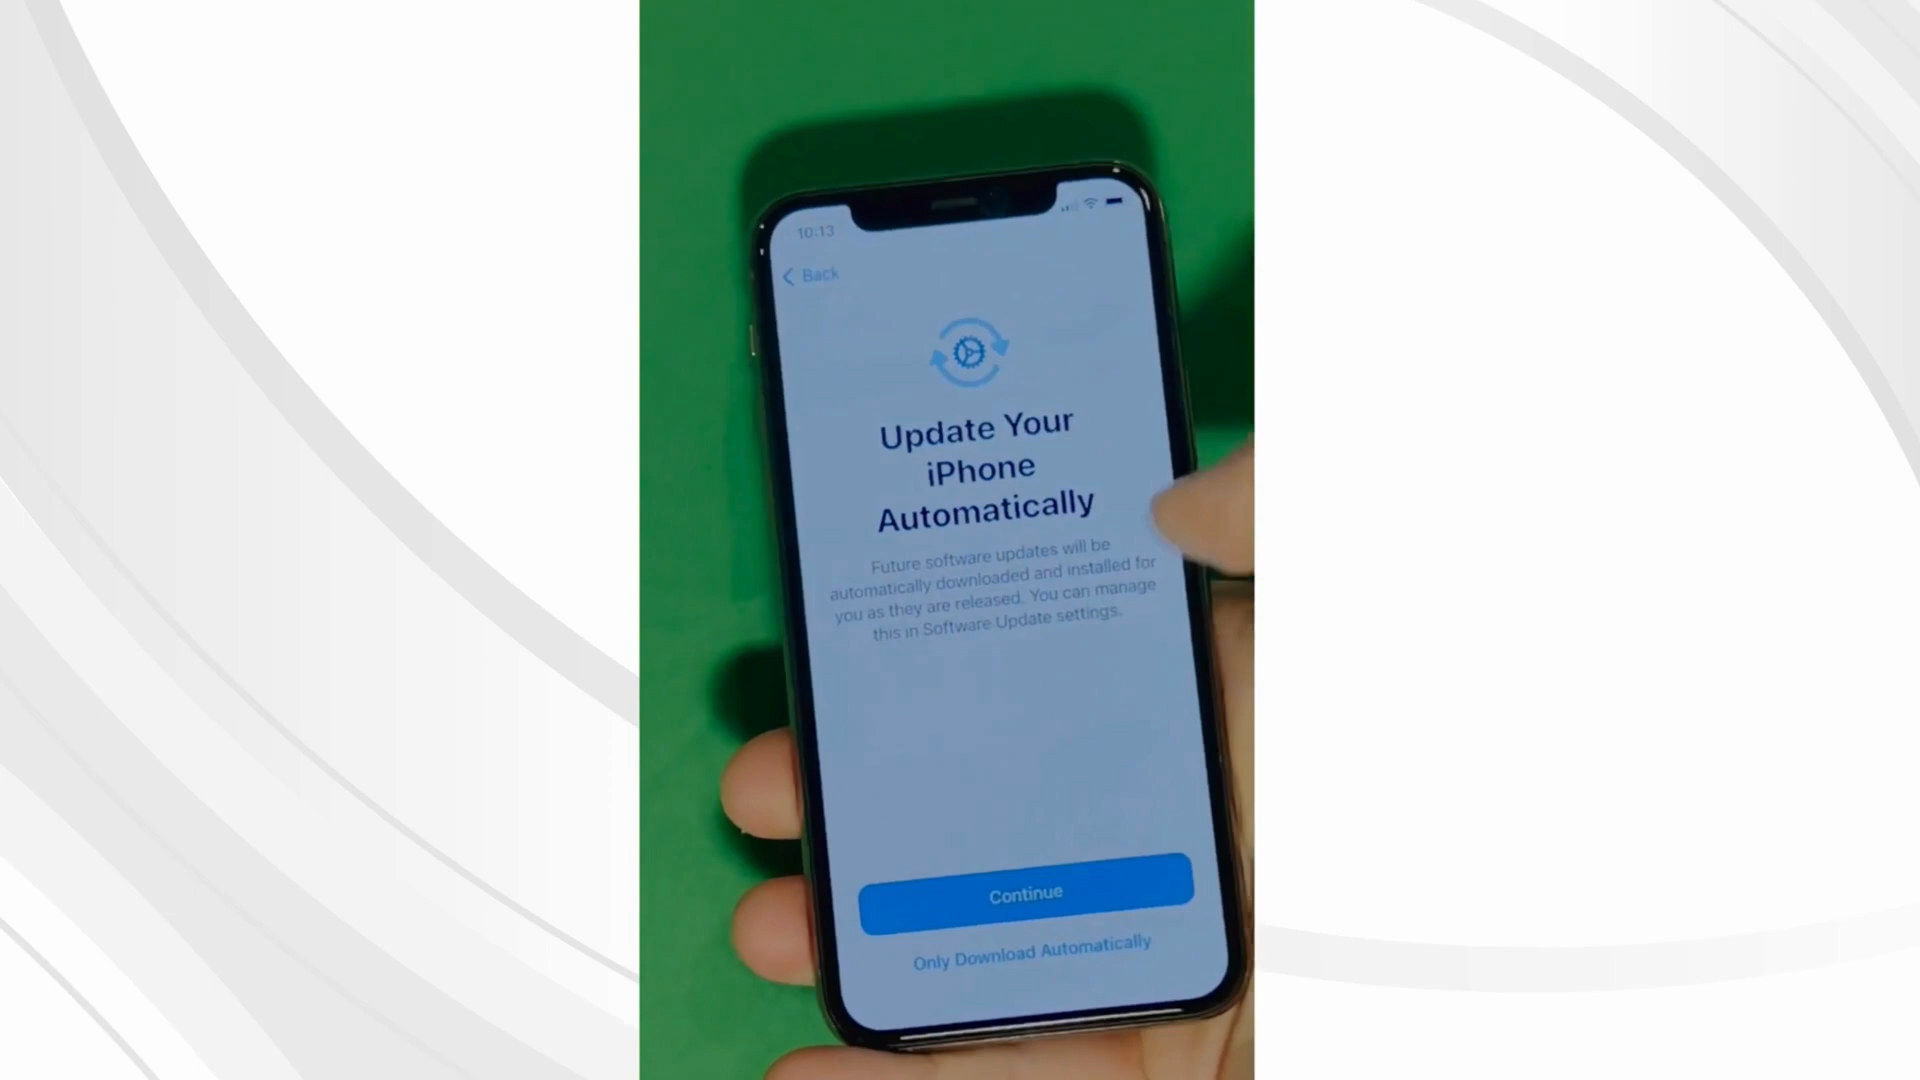 10:13
Back
Update Your
iPhone
Automatically
Future software updates will be
automatically downloaded and installed for
you as they are released. You can manage
this in Software Update settings.
Continue
Only Download Automatically